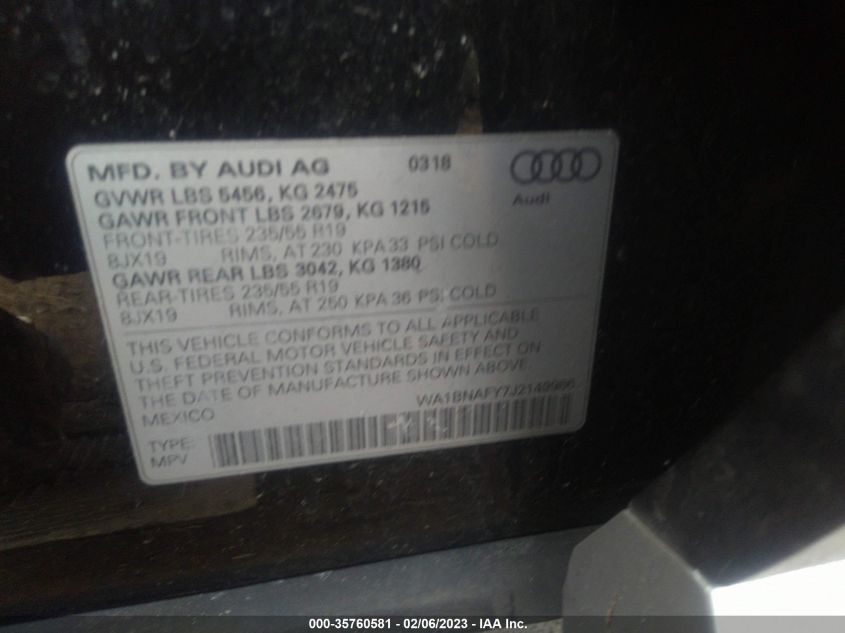 MFD. BY AUDI AG 0318
Audi
GVWR LBS 5456, KG 2475
GAWR FRONT LBS 2679, KG 1215
FRONT-TIRES 235/55 R19
8JX19 RIMS, AT 230 KPA 33 PSI COLD
GAWR REAR LBS 3042, KG 1380
REAR-TIRES 235/55 R19
8JX19 RIMS, AT 250 KPA 36 PSI COLD
THIS VEHICLE CONFORMS TO ALL APPLICABLE
U.S. FEDERAL MOTOR VEHICLE SAFETY AND
THEFT PREVENTION STANDARDS IN EFFECT ON
THE DATE OF MANUFACTURE SHOWN ABOVE.
MEXICO
TYPE:
MPV
000-35760581 - 02/06/2023 - IAA Inc.